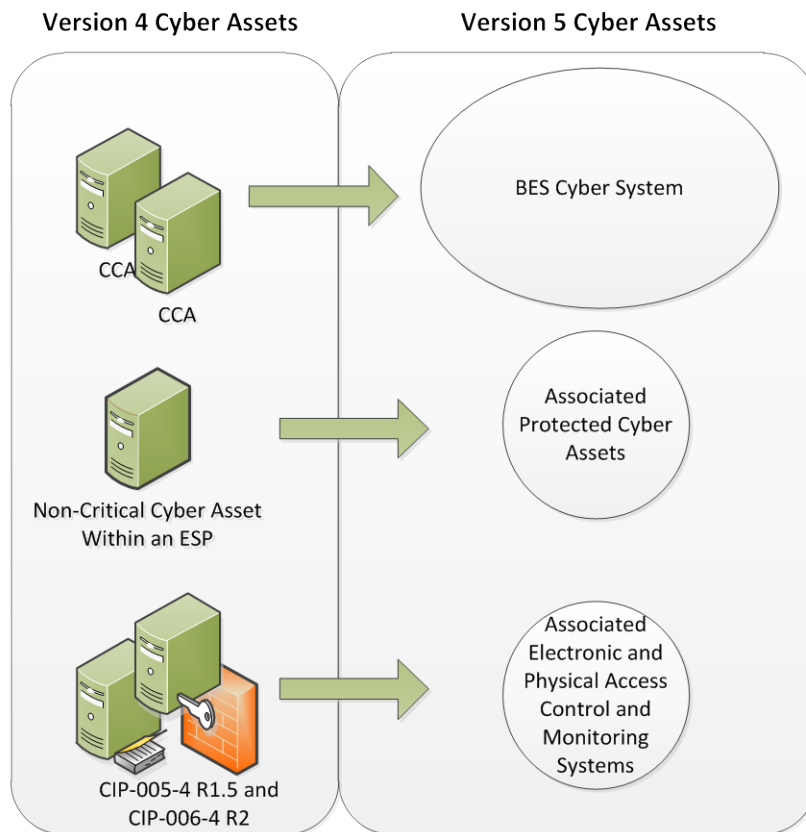 Version 4 Cyber Assets
Version 5 Cyber Assets
CCA
CCA
BES Cyber System
Non-Critical Cyber Asset
Within an ESP
Associated
Protected Cyber
Assets
CIP-005-4 R1.5 and
CIP-006-4 R2
Associated
Electronic and
Physical Access
Control and
Monitoring
Systems